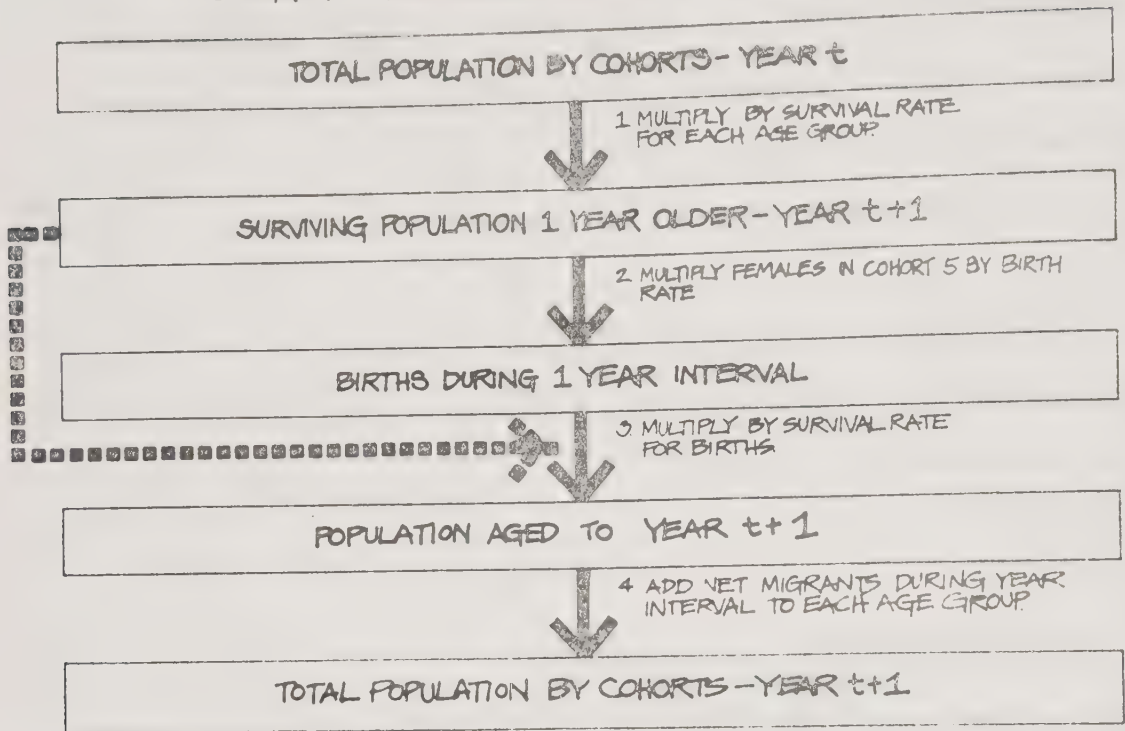 TOTAL POPULATION BY COHORTS - YEAR t
1 MULTIPLY BY SURVIVAL RATE
FOR EACH AGE GROUP.
SURVIVING POPULATION 1 YEAR OLDER - YEAR t+1
2 MULTIPLY FEMALES IN COHORT 5 BY BIRTH
RATE
BIRTHS DURING 1 YEAR INTERVAL
3. MULTIPLY BY SURVIVAL RATE
FOR BIRTHS.
POPULATION AGED TO YEAR t+1
4 ADD NET MIGRANTS DURING YEAR
INTERVAL TO EACH AGE GROUP.
TOTAL POPULATION BY COHORTS - YEAR t+1